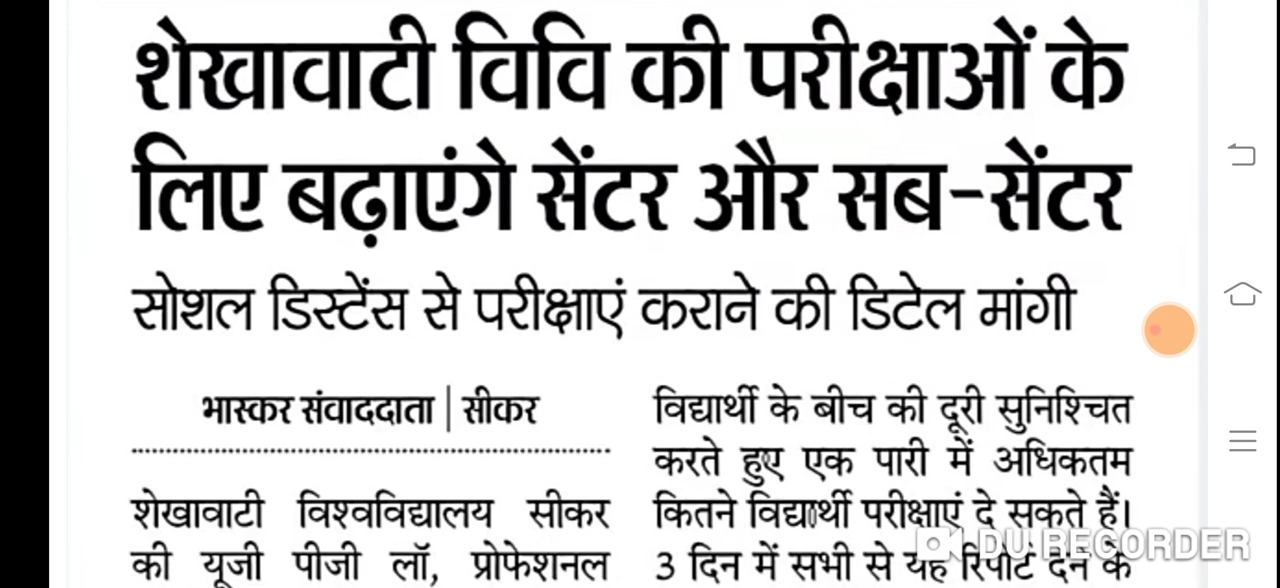 शेखावाटी विवि की परीक्षाओं के
लिए बढ़ाएंगे सेंटर और सब-सेंटर
सोशल डिस्टेंस से परीक्षाएं कराने की डिटेल मांगी
भास्कर संवाददाता | सीकर
शेखावाटी विश्वविद्यालय सीकर
की यूजी पीजी लॉ, प्रोफेशनल
विद्यार्थी के बीच की दूरी सुनिश्चित
करते हुए एक पारी में अधिकतम
कितने विद्यार्थी परीक्षाएं दे सकते हैं।
3 दिन में सभी से यह रिपोर्ट देने के
DU RECORDER